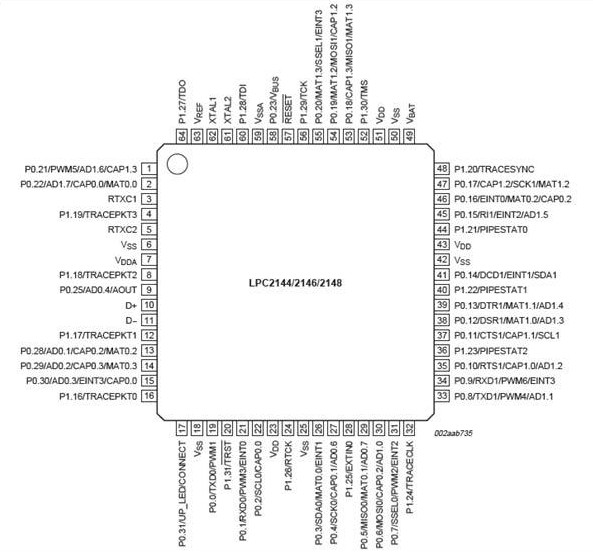 P1.27/TDO
VREF
XTAL1
XTAL2
P1.28/TDI
VSSA
P0.23/VBUS
RESET
P1.29/TCK
P0.20/MAT1.3/SSEL1/EINT3
P0.19/MAT1.2/MOSI1/CAP1.2
P0.18/CAP1.3/MISO1/MAT1.3
P1.30/TMS
VDD
VSS
VBAT
64 63 62 61 60 59 58 57 56 55 54 53 52 51 50 49
P0.21/PWM5/AD1.6/CAP1.3 1
P0.22/AD1.7/CAP0.0/MAT0.0 2
RTXC1 3
P1.19/TRACEPKT3 4
RTXC2 5
VSS 6
VDDA 7
P1.18/TRACEPKT2 8
P0.25/AD0.4/AOUT 9
D+ 10
D− 11
P1.17/TRACEPKT1 12
P0.28/AD0.1/CAP0.2/MAT0.2 13
P0.29/AD0.2/CAP0.3/MAT0.3 14
P0.30/AD0.3/EINT3/CAP0.0 15
P1.16/TRACEPKT0 16
LPC2144/2146/2148
48 P1.20/TRACESYNC
47 P0.17/CAP1.2/SCK1/MAT1.2
46 P0.16/EINT0/MAT0.2/CAP0.2
45 P0.15/RI1/EINT2/AD1.5
44 P1.21/PIPESTAT0
43 VDD
42 VSS
41 P0.14/DCD1/EINT1/SDA1
40 P1.22/PIPESTAT1
39 P0.13/DTR1/MAT1.1/AD1.4
38 P0.12/DSR1/MAT1.0/AD1.3
37 P0.11/CTS1/CAP1.1/SCL1
36 P1.23/PIPESTAT2
35 P0.10/RTS1/CAP1.0/AD1.2
34 P0.9/RXD1/PWM6/EINT3
33 P0.8/TXD1/PWM4/AD1.1
17 18 19 20 21 22 23 24 25 26 27 28 29 30 31 32
P0.31/UP_LED/CONNECT
VSS
P0.0/TXD0/PWM1
P1.31/TRST
P0.1/RXD0/PWM3/EINT0
P0.2/SCL0/CAP0.0
VDD
P1.26/RTCK
VSS
P0.3/SDA0/MAT0.0/EINT1
P0.4/SCK0/CAP0.1/AD0.6
P1.25/EXTIN0
P0.5/MISO0/MAT0.1/AD0.7
P0.6/MOSI0/CAP0.2/AD1.0
P0.7/SSEL0/PWM2/EINT2
P1.24/TRACECLK
002aab735